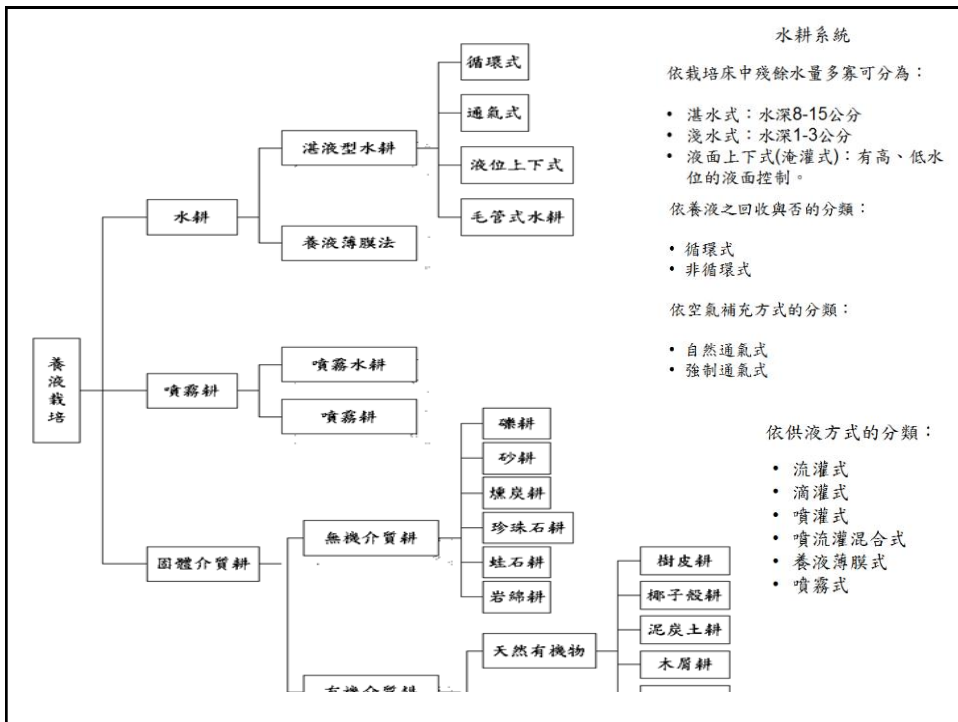 水耕系統
依栽培床中殘餘水量多寡可分為：
• 湛水式：水深8-15公分
• 淺水式：水深1-3公分
• 液面上下式(淹灌式)：有高、低水
位的液面控制。
依養液之回收與否的分類：
• 循環式
• 非循環式
依空氣補充方式的分類：
• 自然通氣式
• 強制通氣式
依供液方式的分類：
• 流灌式
• 滴灌式
• 噴灌式
• 噴流灌混合式
• 養液薄膜式
• 噴霧式
養液栽培
水耕
湛液型水耕
循環式
通氣式
液位上下式
毛管式水耕
養液薄膜法
噴霧耕
噴霧水耕
噴霧耕
固體介質耕
無機介質耕
礫耕
砂耕
燻炭耕
珍珠石耕
蛭石耕
岩綿耕
有機介質耕
天然有機物
樹皮耕
椰子殼耕
泥炭土耕
木屑耕